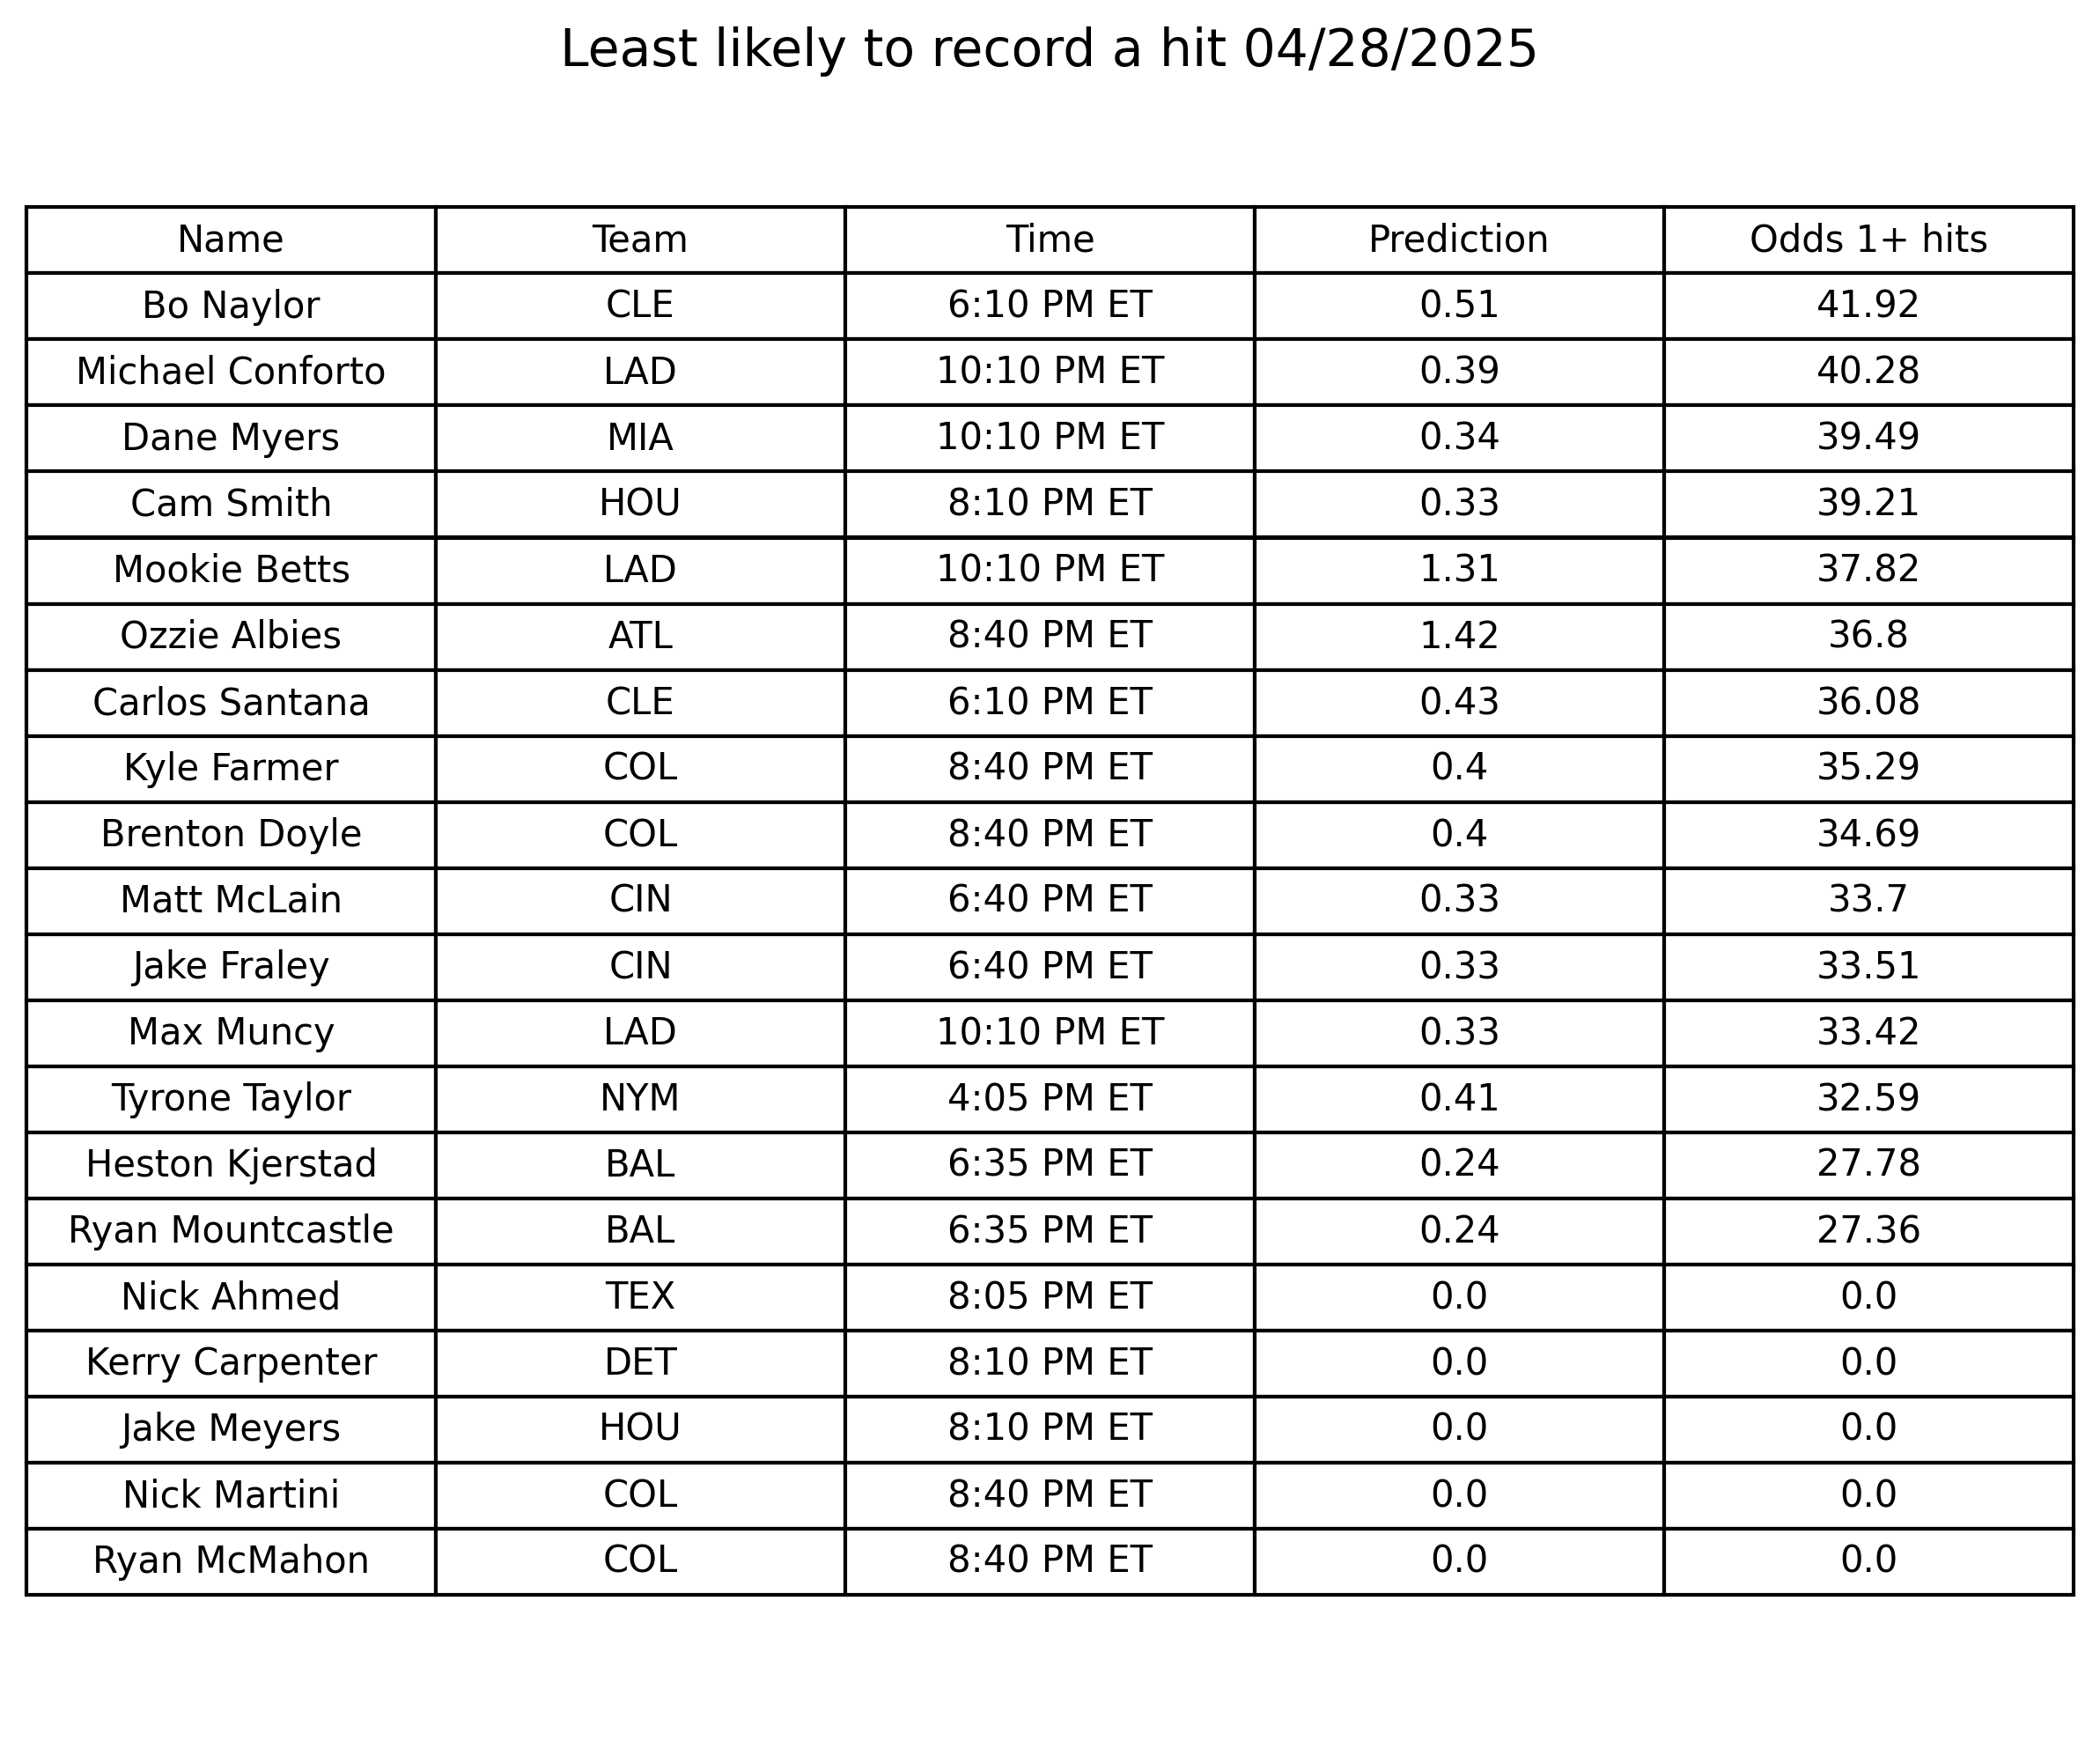 Least likely to record a hit 04/28/2025
Name Team Time Prediction Odds 1+ hits
Bo Naylor CLE 6:10 PM ET 0.51 41.92
Michael Conforto LAD 10:10 PM ET 0.39 40.28
Dane Myers MIA 10:10 PM ET 0.34 39.49
Cam Smith HOU 8:10 PM ET 0.33 39.21
Mookie Betts LAD 10:10 PM ET 1.31 37.82
Ozzie Albies ATL 8:40 PM ET 1.42 36.8
Carlos Santana CLE 6:10 PM ET 0.43 36.08
Kyle Farmer COL 8:40 PM ET 0.4 35.29
Brenton Doyle COL 8:40 PM ET 0.4 34.69
Matt McLain CIN 6:40 PM ET 0.33 33.7
Jake Fraley CIN 6:40 PM ET 0.33 33.51
Max Muncy LAD 10:10 PM ET 0.33 33.42
Tyrone Taylor NYM 4:05 PM ET 0.41 32.59
Heston Kjerstad BAL 6:35 PM ET 0.24 27.78
Ryan Mountcastle BAL 6:35 PM ET 0.24 27.36
Nick Ahmed TEX 8:05 PM ET 0.0 0.0
Kerry Carpenter DET 8:10 PM ET 0.0 0.0
Jake Meyers HOU 8:10 PM ET 0.0 0.0
Nick Martini COL 8:40 PM ET 0.0 0.0
Ryan McMahon COL 8:40 PM ET 0.0 0.0